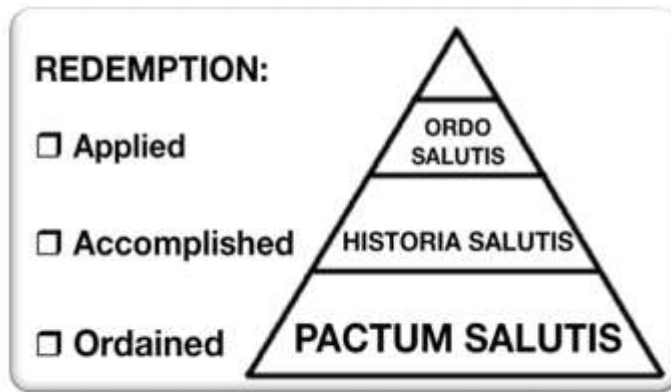 REDEMPTION:
❒ Applied
❒ Accomplished
❒ Ordained
ORDO
SALUTIS
HISTORIA SALUTIS
PACTUM SALUTIS